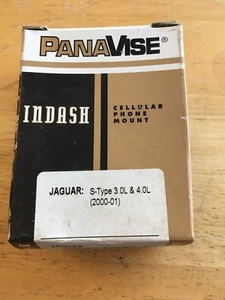 PANAVISE®
INDASH
CELLULAR
PHONE
MOUNT
JAGUAR: S-Type 3.0L & 4.0L
(2000-01)